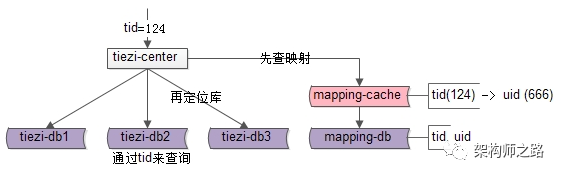 tid=124
tiezi-center
先查映射
mapping-cache
tid(124) -> uid (666)
再定位库
tiezi-db1
tiezi-db2
tiezi-db3
mapping-db
tid uid
通过tid来查询
架构师之路